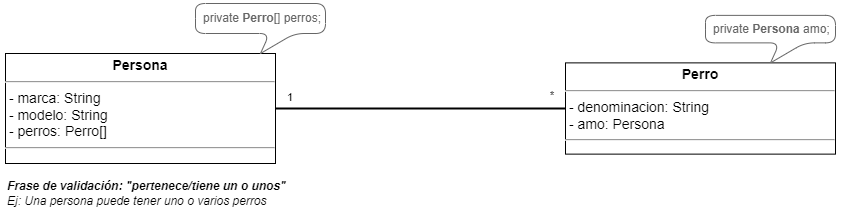 private Perro[] perros;
private Persona amo;
Persona
- marca: String
- modelo: String
- perros: Perro[]
1
*
Perro
- denominacion: String
- amo: Persona
Frase de validación: "pertenece/tiene un o unos"
Ej: Una persona puede tener uno o varios perros